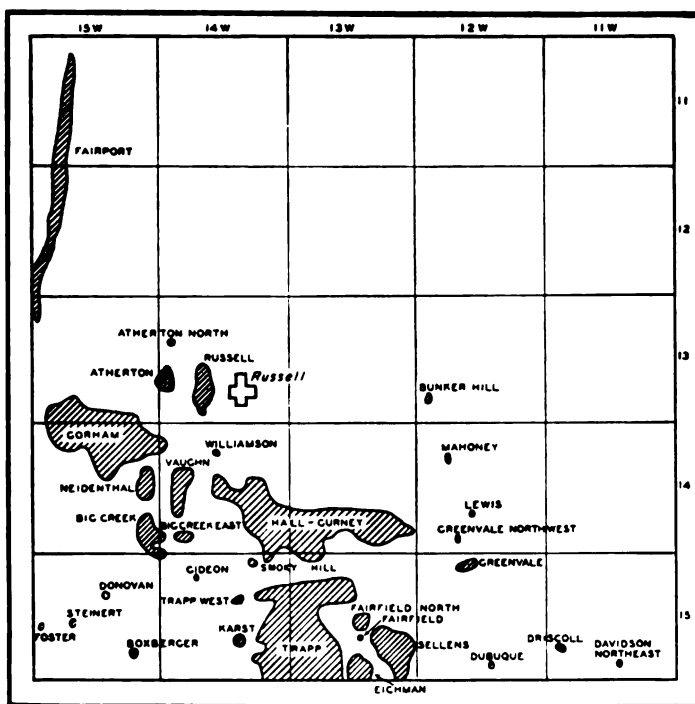 15W 14W 13W 12W 11W
11
FAIRPORT
12
ATHERTON NORTH
13
RUSSELL
ATHERTON
Russell
BUNKER HILL
GORHAM
WILLIAMSON
MAHONEY
VAUGHN
NEIDENTHAL
14
LEWIS
BIG CREEK
BIG CREEK EAST
HALL-GURNEY
GREENVALE NORTHWEST
SMOKY HILL
GREENVALE
GIDEON
DONOVAN
TRAPP WEST
FAIRFIELD NORTH
STEINERT
FAIRFIELD
15
FOSTER
KARST
BOXBERGER
TRAPP
SELLENS
DRISCOLL
DUBUQUE
DAVIDSON
NORTHEAST
EICHMAN